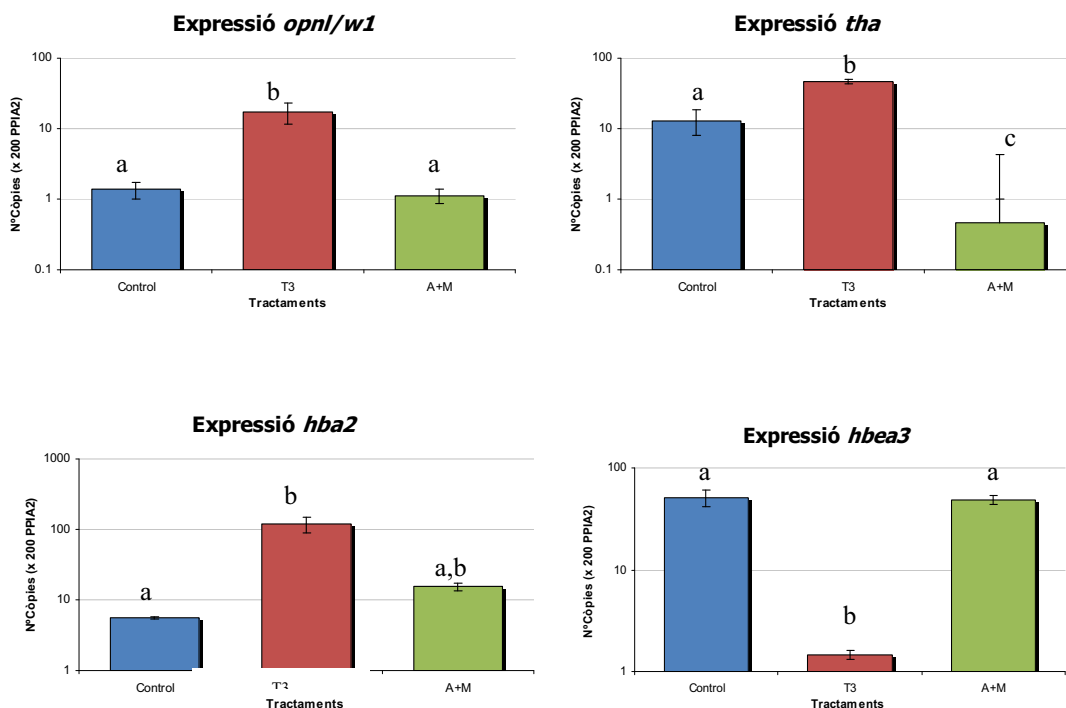 Expressió opnl/w1
100
10
1
0.1
NºCòpies (x 200 PPIA2)
a
b
a
Control
T3
A+M
Tractaments
Expressió tha
100
10
1
0.1
NºCòpies (x 200 PPIA2)
a
b
c
Control
T3
A+M
Tractaments
Expressió hba2
1000
100
10
1
NºCòpies (x 200 PPIA2)
a
b
a,b
Control
T3
A+M
Tractaments
Expressió hbea3
100
10
1
NºCòpies (x 200 PPIA2)
a
b
a
Control
T3
A+M
Tractaments